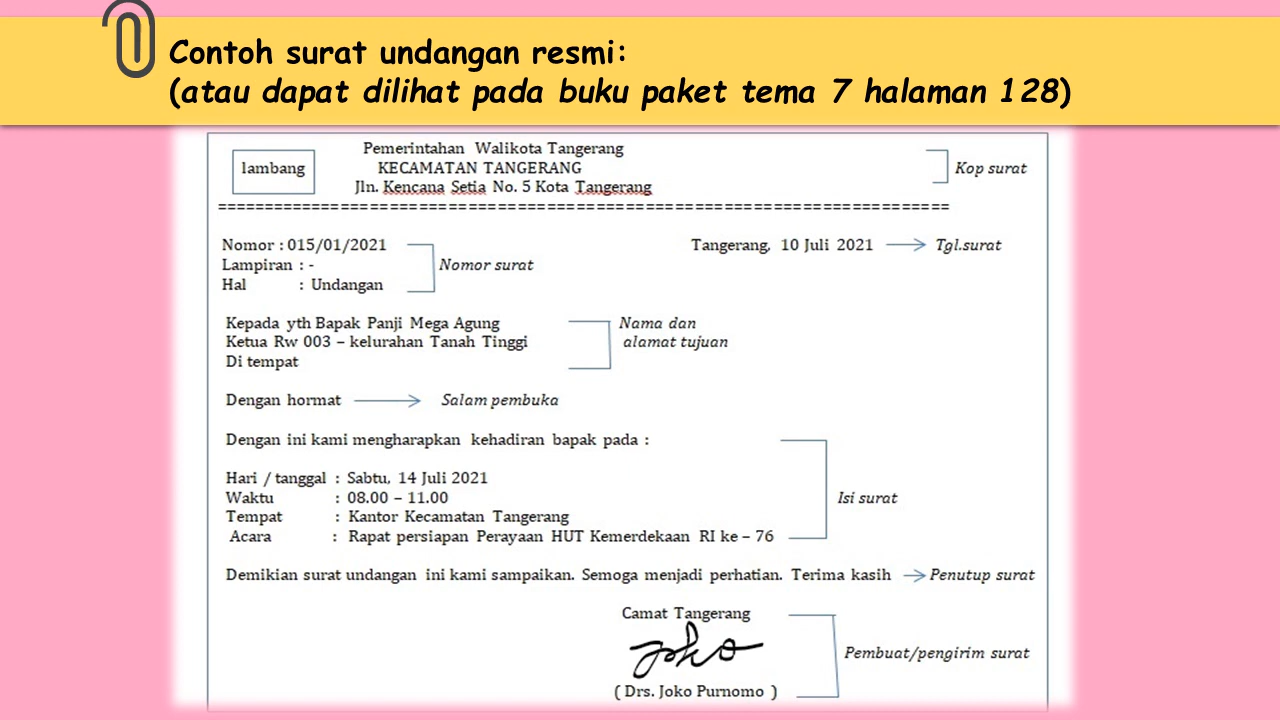 Contoh surat undangan resmi:
(atau dapat dilihat pada buku paket tema 7 halaman 128)
lambang
Pemerintahan Walikota Tangerang
KECAMATAN TANGERANG
Jln. Kencana Setia No. 5 Kota Tangerang
Kop surat
===============================================================================
Nomor : 015/01/2021
Lampiran : -
Hal : Undangan
Nomor surat
Tangerang, 10 Juli 2021
Tgl.surat
Kepada yth Bapak Panji Mega Agung
Ketua Rw 003 – kelurahan Tanah Tinggi
Di tempat
Nama dan
alamat tujuan
Dengan hormat
Salam pembuka
Dengan ini kami mengharapkan kehadiran bapak pada :
Hari / tanggal : Sabtu, 14 Juli 2021
Waktu : 08.00 – 11.00
Tempat : Kantor Kecamatan Tangerang
Acara : Rapat persiapan Perayaan HUT Kemerdekaan RI ke – 76
Isi surat
Demikian surat undangan ini kami sampaikan. Semoga menjadi perhatian. Terima kasih
Penutup surat
Camat Tangerang
Joko
( Drs. Joko Purnomo )
Pembuat/pengirim surat